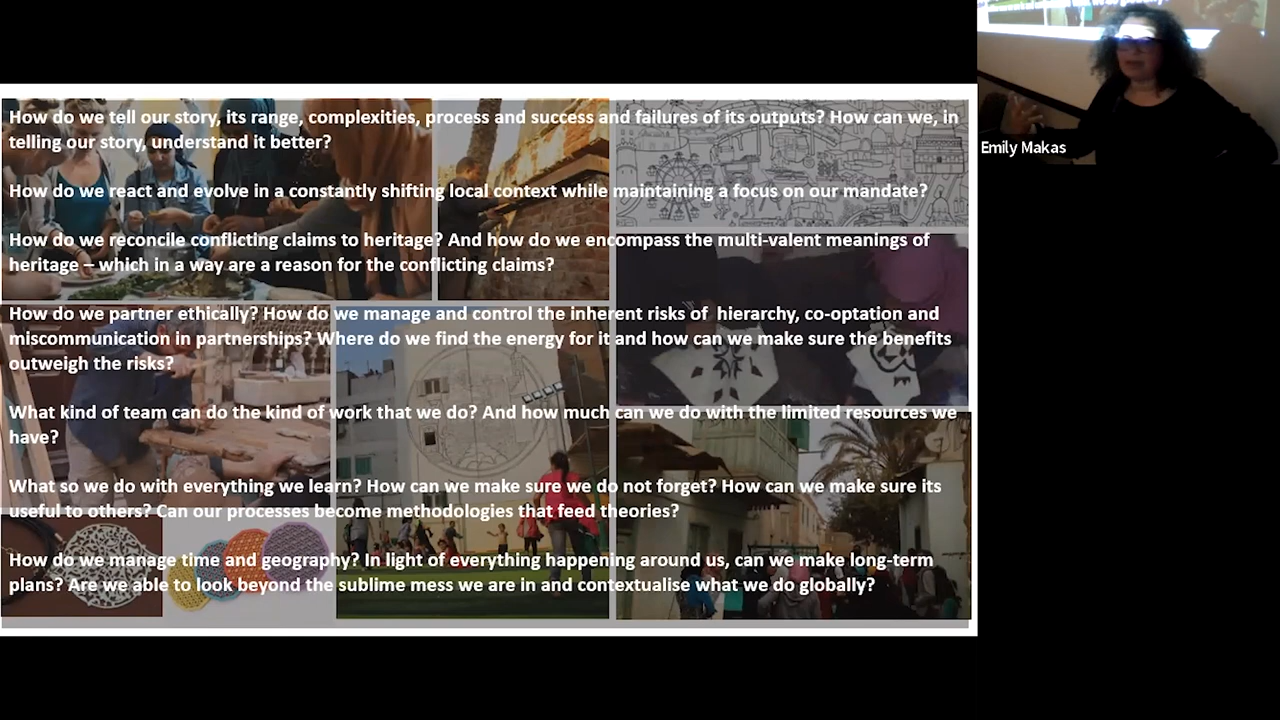 How do we tell our story, its range, complexities, process and success and failures of its outputs? How can we, in
telling our story, understand it better?
How do we react and evolve in a constantly shifting local context while maintaining a focus on our mandate?
How do we reconcile conflicting claims to heritage? And how do we encompass the multi-valent meanings of
heritage – which in a way are a reason for the conflicting claims?
How do we partner ethically? How do we manage and control the inherent risks of  hierarchy, co-optation and
miscommunication in partnerships? Where do we find the energy for it and how can we make sure the benefits
outweigh the risks?
What kind of team can do the kind of work that we do? And how much can we do with the limited resources we
have?
What so we do with everything we learn? How can we make sure we do not forget? How can we make sure its
useful to others? Can our processes become methodologies that feed theories?
How do we manage time and geography? In light of everything happening around us, can we make long-term
plans? Are we able to look beyond the sublime mess we are in and contextualise what we do globally?
Emily Makas